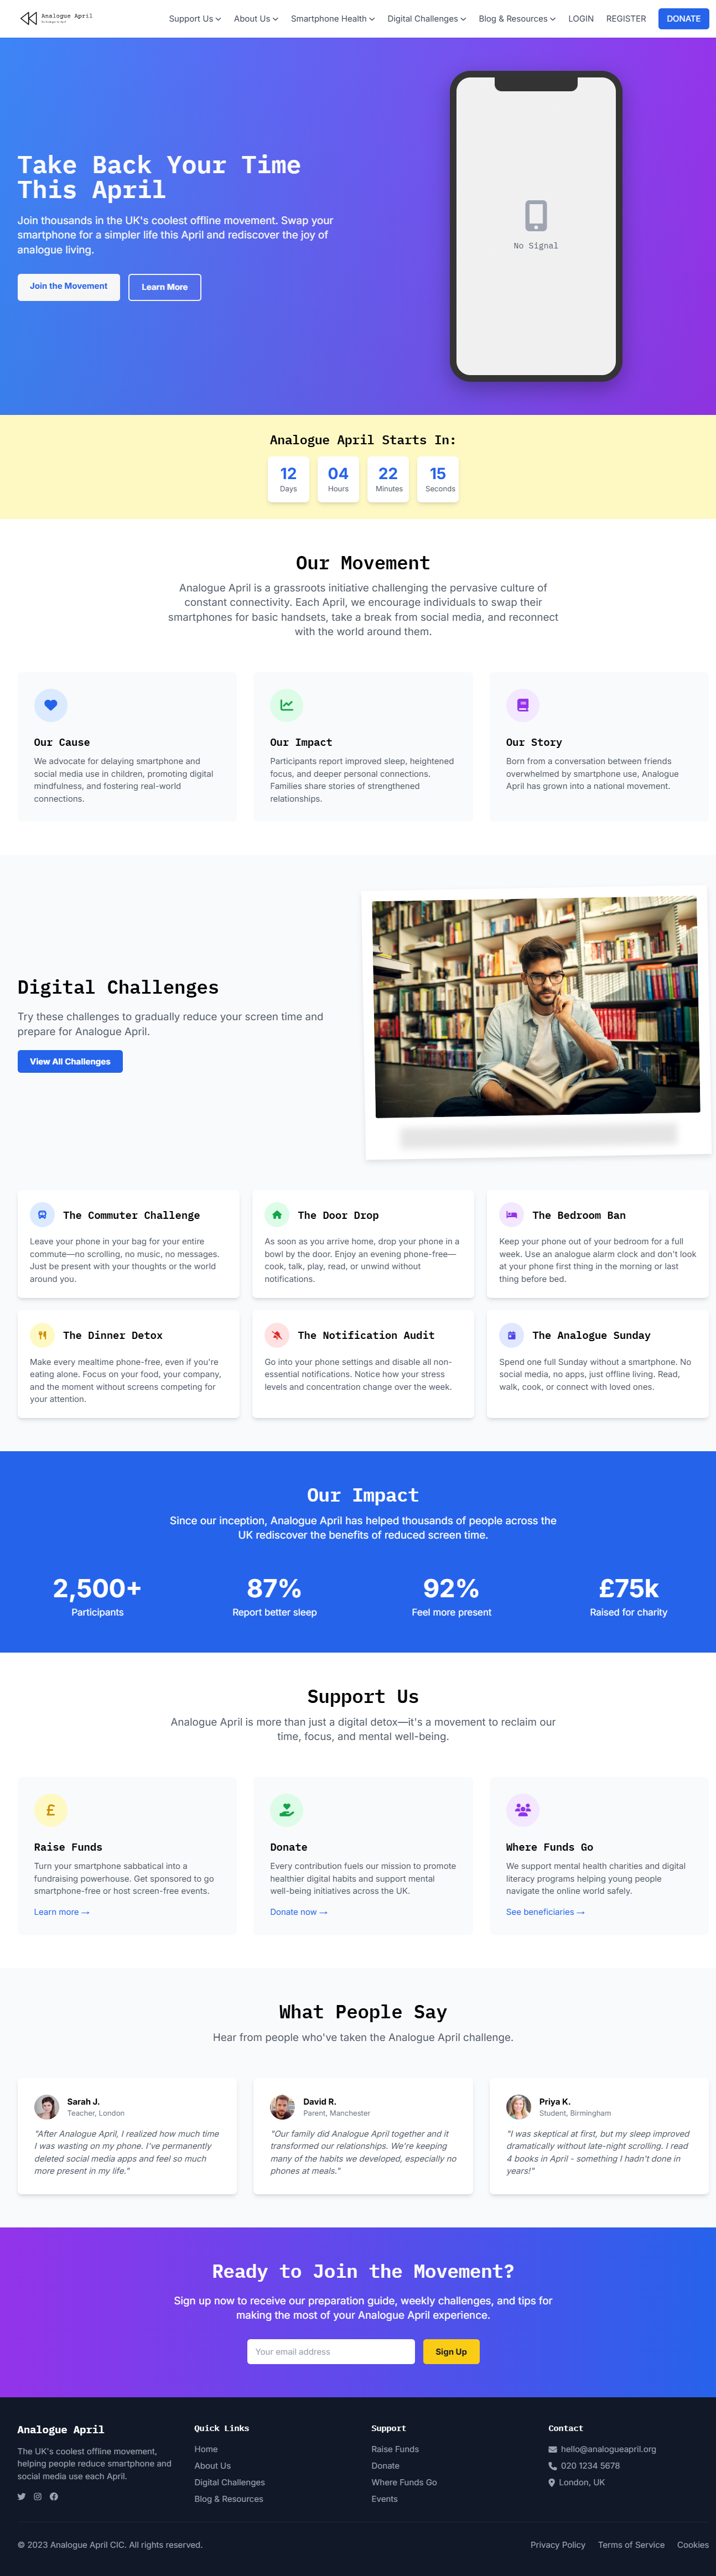 Analogue April
Support Us
About Us
Smartphone Health
Digital Challenges
Blog & Resources
LOGIN
REGISTER
DONATE
Take Back Your Time
This April
Join thousands in the UK's coolest offline movement. Swap your
smartphone for a simpler life this April and rediscover the joy of
analogue living.
Join the Movement
Learn More
No Signal
Analogue April Starts In:
12
Days
04
Hours
22
Minutes
15
Seconds
Our Movement
Analogue April is a grassroots initiative challenging the pervasive culture of
constant connectivity. Each April, we encourage individuals to swap their
smartphones for basic handsets, take a break from social media, and reconnect
with the world around them.
Our Cause
We advocate for delaying smartphone and
social media use in children, promoting digital
mindfulness, and fostering real-world
connections.
Our Impact
Participants report improved sleep, heightened
focus, and deeper personal connections.
Families share stories of strengthened
relationships.
Our Story
Born from a conversation between friends
overwhelmed by smartphone use, Analogue
April has grown into a national movement.
Digital Challenges
Try these challenges to gradually reduce your screen time and
prepare for Analogue April.
View All Challenges
The Commuter Challenge
Leave your phone in your bag for your entire
commute—no scrolling, no music, no messages.
Just be present with your thoughts or the world
around you.
The Door Drop
As soon as you arrive home, drop your phone in a
bowl by the door. Enjoy an evening phone-free—
cook, talk, play, read, or unwind without
notifications.
The Bedroom Ban
Keep your phone out of your bedroom for a full
week. Use an analogue alarm clock and don't look
at your phone first thing in the morning or last
thing before bed.
The Dinner Detox
Make every mealtime phone-free, even if you're
eating alone. Focus on your food, your company,
and the moment without screens competing for
your attention.
The Notification Audit
Go into your phone settings and disable all non-
essential notifications. Notice how your stress
levels and concentration change over the week.
The Analogue Sunday
Spend one full Sunday without a smartphone. No
social media, no apps, just offline living. Read,
walk, cook, or connect with loved ones.
Our Impact
Since our inception, Analogue April has helped thousands of people across the
UK rediscover the benefits of reduced screen time.
2,500+
Participants
87%
Report better sleep
92%
Feel more present
£75k
Raised for charity
Support Us
Analogue April is more than just a digital detox—it's a movement to reclaim our
time, focus, and mental well-being.
£
Raise Funds
Turn your smartphone sabbatical into a
fundraising powerhouse. Get sponsored to go
smartphone-free or host screen-free events.
Learn more →
Donate
Every contribution fuels our mission to promote
healthier digital habits and support mental
well-being initiatives across the UK.
Donate now →
Where Funds Go
We support mental health charities and digital
literacy programs helping young people
navigate the online world safely.
See beneficiaries →
What People Say
Hear from people who've taken the Analogue April challenge.
Sarah J.
Teacher, London
"After Analogue April, I realized how much time
I was wasting on my phone. I've permanently
deleted social media apps and feel so much
more present in my life."
David R.
Parent, Manchester
"Our family did Analogue April together and it
transformed our relationships. We're keeping
many of the habits we developed, especially no
phones at meals."
Priya K.
Student, Birmingham
"I was skeptical at first, but my sleep improved
dramatically without late-night scrolling. I read
4 books in April - something I hadn't done in
years!"
Ready to Join the Movement?
Sign up now to receive our preparation guide, weekly challenges, and tips for
making the most of your Analogue April experience.
Your email address
Sign Up
Analogue April
The UK's coolest offline movement,
helping people reduce smartphone and
social media use each April.
Quick Links
Home
About Us
Digital Challenges
Blog & Resources
Support
Raise Funds
Donate
Where Funds Go
Events
Contact
hello@analogueapril.org
020 1234 5678
London, UK
© 2023 Analogue April CIC. All rights reserved.
Privacy Policy
Terms of Service
Cookies